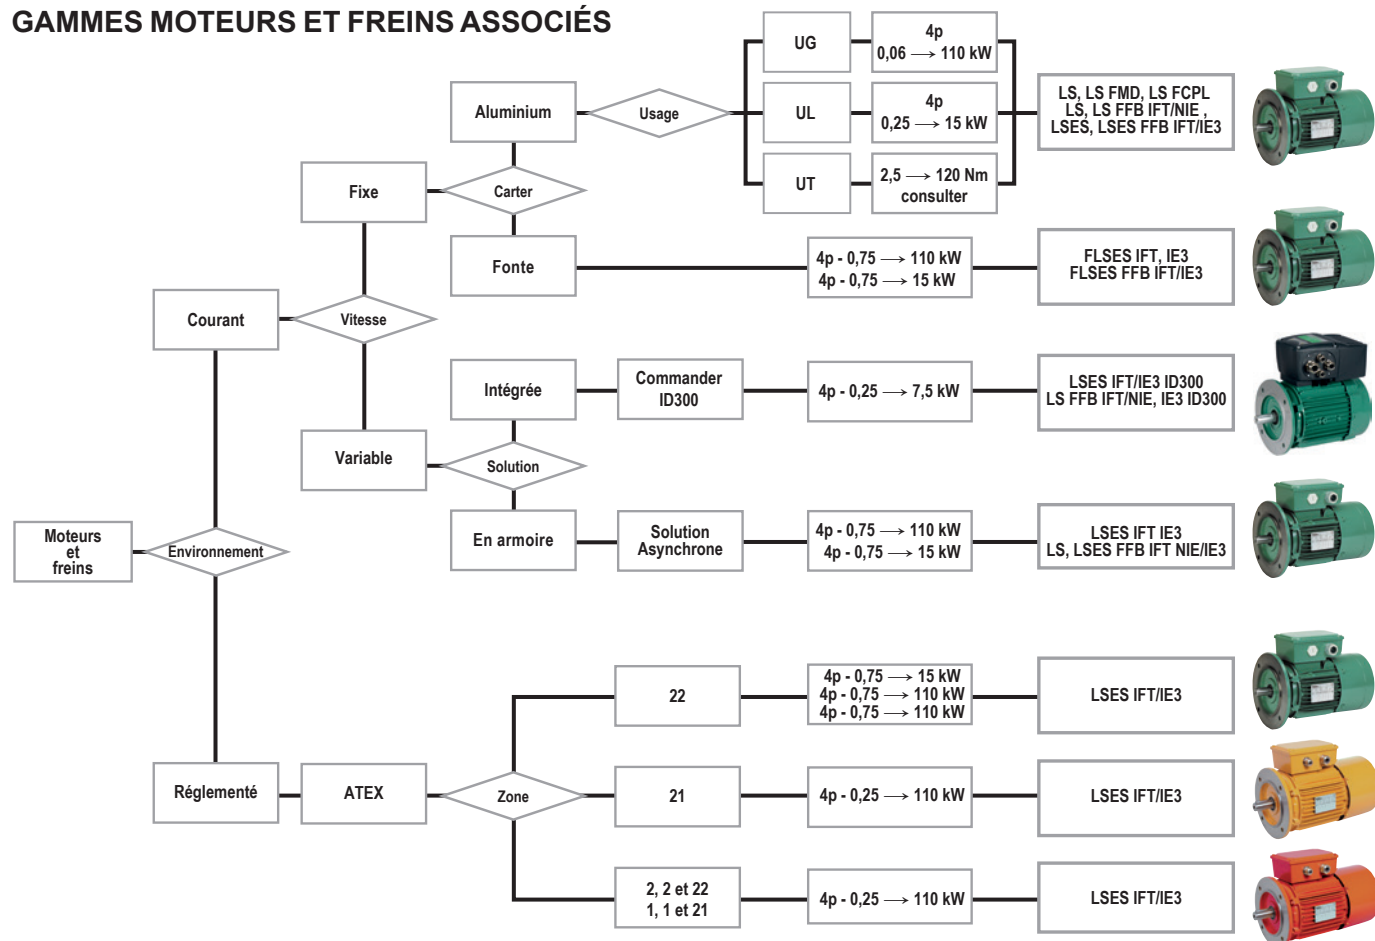 GAMMES MOTEURS ET FREINS ASSOCIÉS
UG
4p
0,06 → 110 kW
Aluminium
Usage
UL
4p
0,25 → 15 kW
LS, LS FMD, LS FCPL
LS, LS FFB IFT/NIE ,
LSES, LSES FFB IFT/IE3
UT
2,5 → 120 Nm
consulter
Fixe
Carter
Fonte
4p - 0,75 → 110 kW
4p - 0,75 → 15 kW
FLSES IFT, IE3
FLSES FFB IFT/IE3
Courant
Vitesse
Intégrée
Commander
ID300
4p - 0,25 → 7,5 kW
LSES IFT/IE3 ID300
LS FFB IFT/NIE, IE3 ID300
Variable
Solution
En armoire
Solution
Asynchrone
4p - 0,75 → 110 kW
4p - 0,75 → 15 kW
LSES IFT IE3
LS, LSES FFB IFT NIE/IE3
Moteurs
et
freins
Environnement
22
4p - 0,75 → 15 kW
4p - 0,75 → 110 kW
4p - 0,75 → 110 kW
LSES IFT/IE3
Réglementé
ATEX
Zone
21
4p - 0,25 → 110 kW
LSES IFT/IE3
2, 2 et 22
1, 1 et 21
4p - 0,25 → 110 kW
LSES IFT/IE3